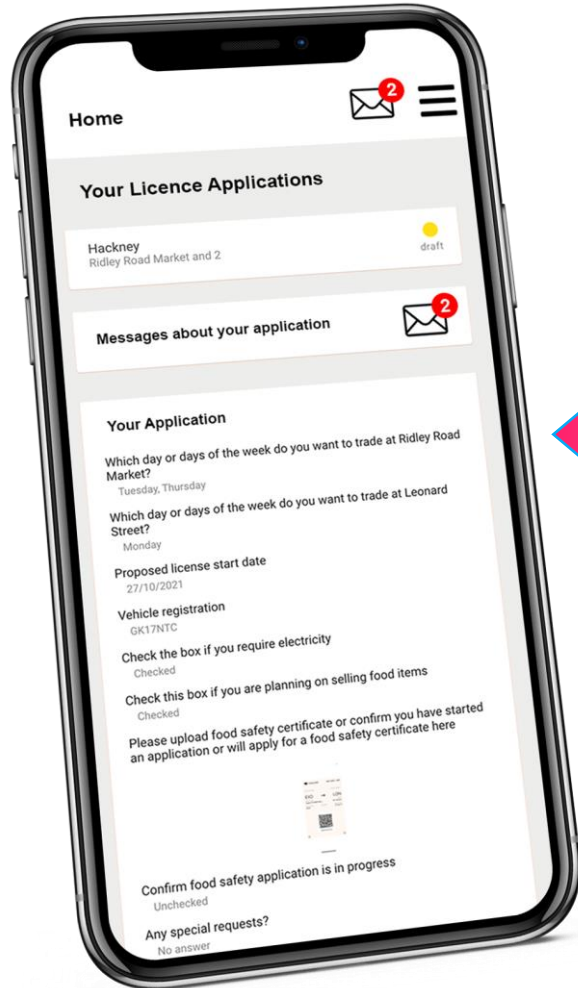 Home
2
Your Licence Applications
Hackney
Ridley Road Market and 2
draft
Messages about your application
2
Your Application
Which day or days of the week do you want to trade at Ridley Road
Market?
Tuesday, Thursday
Which day or days of the week do you want to trade at Leonard
Street?
Monday
Proposed license start date
27/10/2021
Vehicle registration
GK17NTC
Check the box if you require electricity
Checked
Check this box if you are planning on selling food items
Checked
Please upload food safety certificate or confirm you have started
an application or will apply for a food safety certificate here
Confirm food safety application is in progress
Unchecked
Any special requests?
No answer